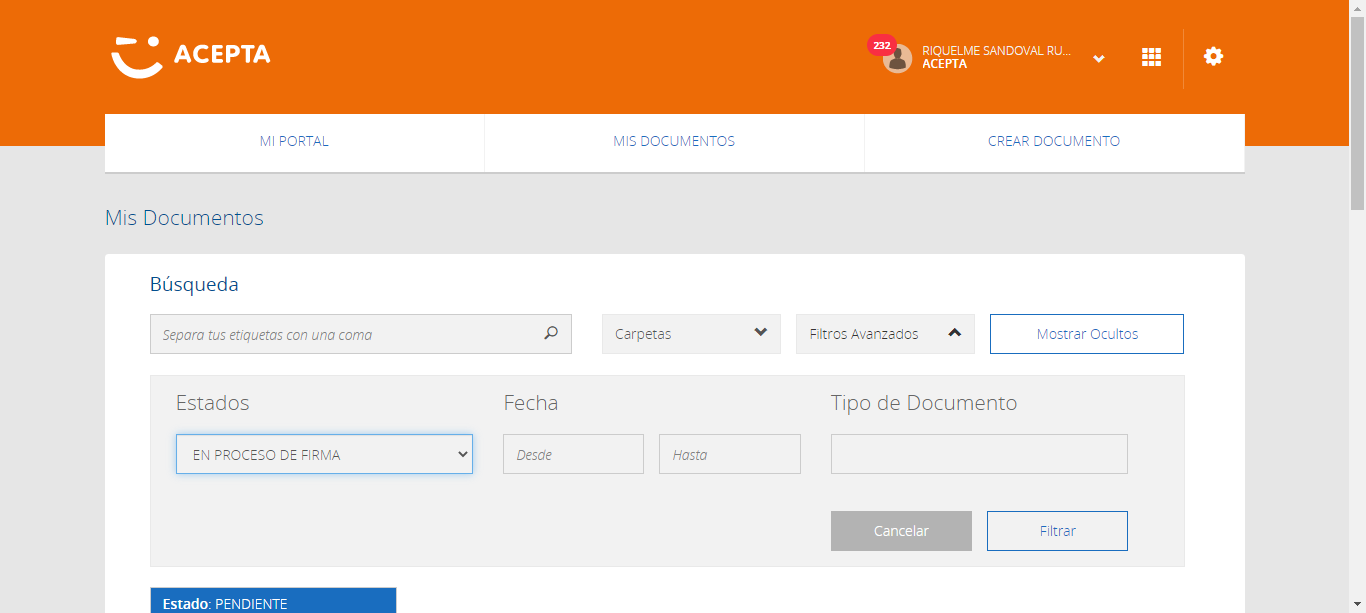 ACEPTA
232
RIQUELME SANDOVAL RU...
ACEPTA
MI PORTAL
MIS DOCUMENTOS
CREAR DOCUMENTO
Mis Documentos
Búsqueda
Separa tus etiquetas con una coma
Carpetas
Filtros Avanzados
Mostrar Ocultos
Estados
Fecha
Tipo de Documento
EN PROCESO DE FIRMA
Desde
Hasta
Cancelar
Filtrar
Estado: PENDIENTE